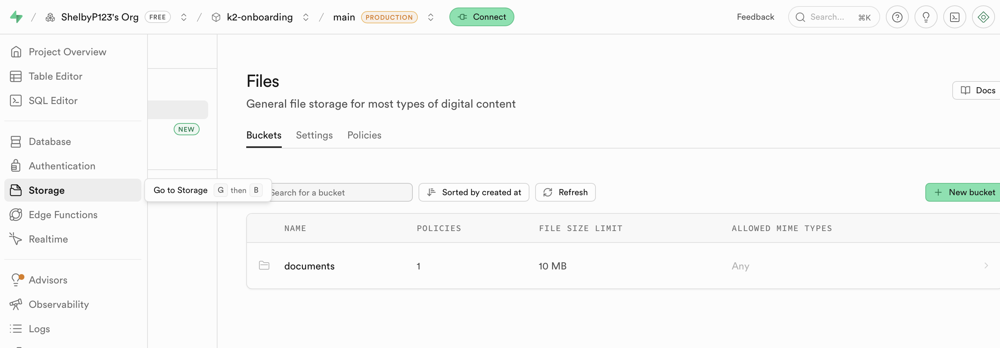 ShelbyP123's Org FREE k2-onboarding main PRODUCTION Connect Feedback Search... ⌘K
Project Overview
Table Editor
SQL Editor
Database
Authentication
Storage
Edge Functions
Realtime
Advisors
Observability
Logs
NEW
Go to Storage G then B
Files
General file storage for most types of digital content
Docs
Buckets Settings Policies
Search for a bucket Sorted by created at Refresh New bucket
NAME POLICIES FILE SIZE LIMIT ALLOWED MIME TYPES
documents 1 10 MB Any